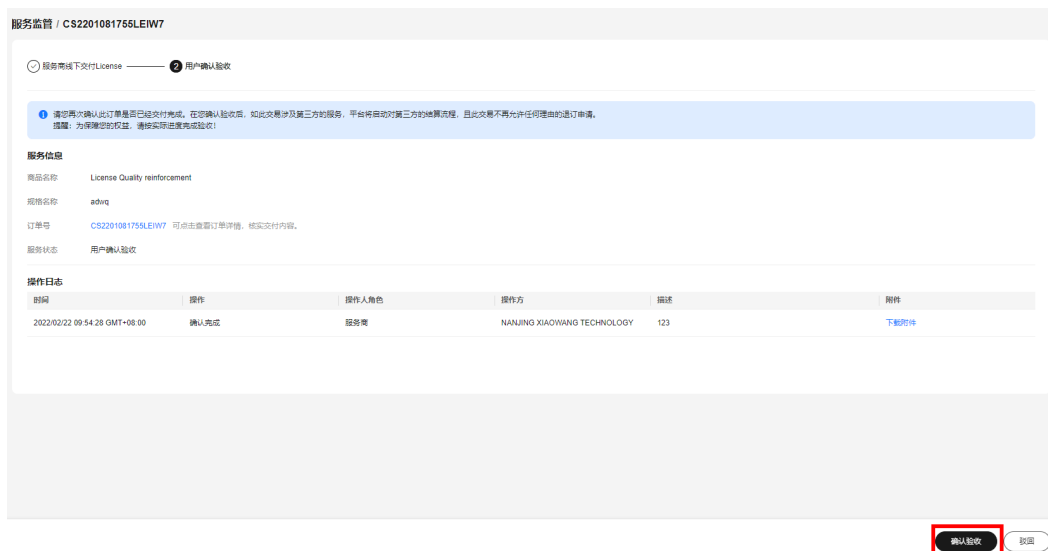 服务监管 / CS2201081755LEIW7
服务商线下交付License
2 用户确认验收
请您再次确认此订单是否已经交付完成。在您确认验收后，如此交易涉及第三方的服务，平台将启动对第三方的结算流程，且此交易不再允许任何理由的退订申请。
提醒：为保障您的权益，请按实际进度完成验收！
服务信息
商品名称 License Quality reinforcement
规格名称 adwq
订单号 CS2201081755LEIW7 可点击查看订单详情，核实交付内容。
服务状态 用户确认验收
操作日志
时间 操作 操作人角色 操作方 描述 附件
2022/02/22 09:54:28 GMT+08:00 确认完成 服务商 NANJING XIAOWANG TECHNOLOGY 123 下载附件
确认验收 驳回